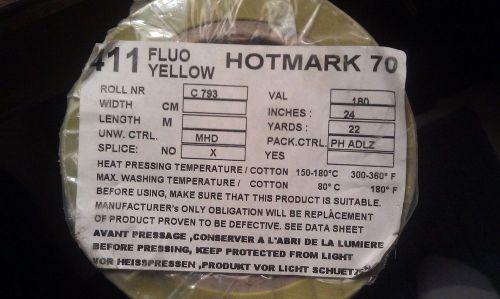 411 FLUO YELLOW HOTMARK 70
ROLL NR C 793 VAL 180
WIDTH CM INCHES : 24
LENGTH M YARDS : 22
UNW. CTRL. MHD PACK.CTRL. PH ADLZ
SPLICE: NO X YES
HEAT PRESSING TEMPERATURE / COTTON 150-180°C 300-360° F
MAX. WASHING TEMPERATURE / COTTON 80° C 180° F
BEFORE USING, MAKE SURE THAT THIS PRODUCT IS SUITABLE.
MANUFACTURER's ONLY OBLIGATION WILL BE REPLACEMENT
OF PRODUCT PROVEN TO BE DEFECTIVE. SEE DATA SHEET
AVANT PRESSAGE ,CONSERVER A L'ABRI DE LA LUMIERE
BEFORE PRESSING, KEEP PROTECTED FROM LIGHT
VOR HEISSPRESSEN ,PRODUKT VOR LICHT SCHUETZEN